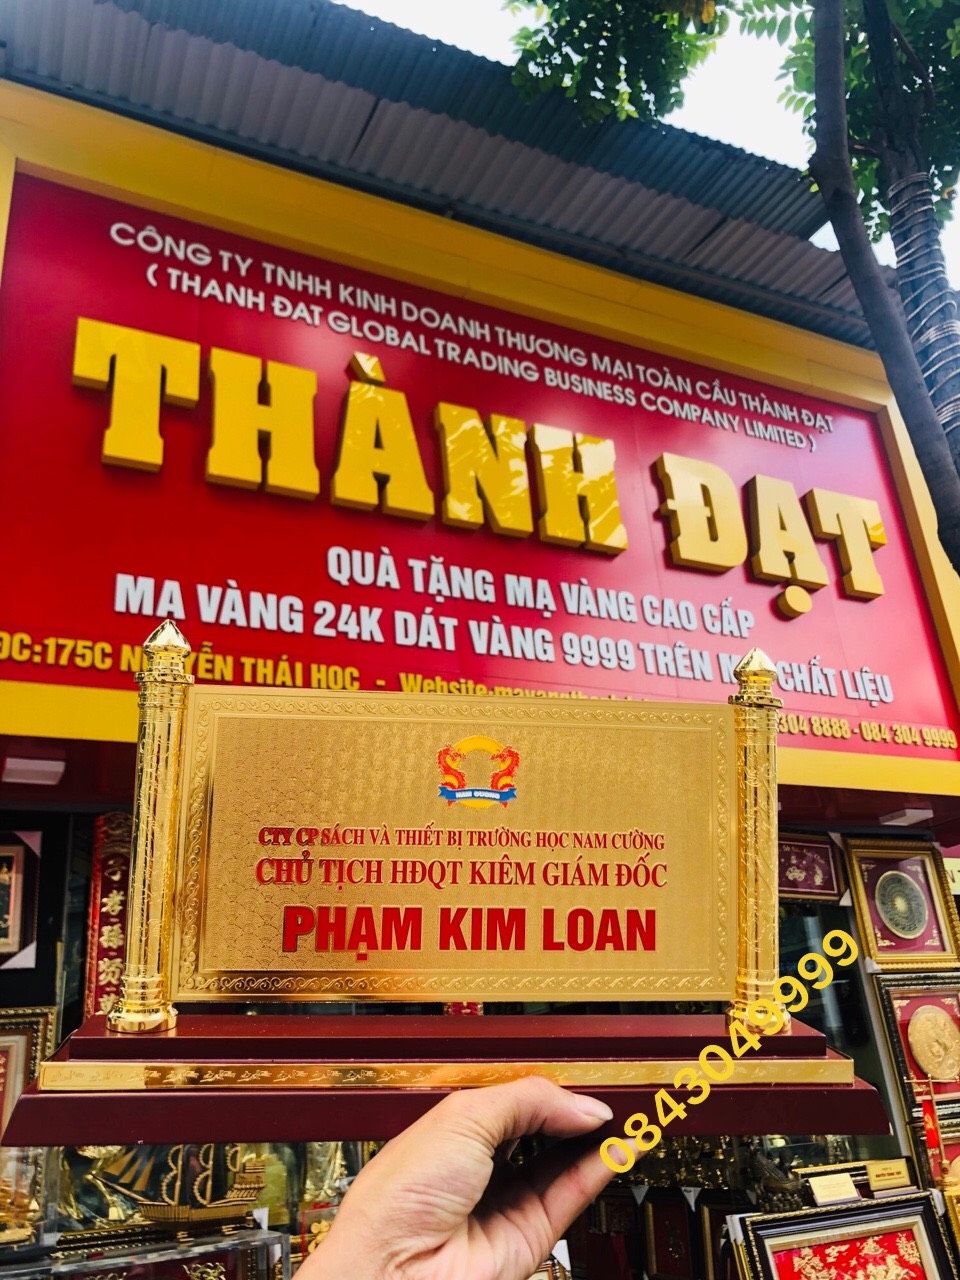 CÔNG TY TNHH KINH DOANH THƯƠNG MẠI TOÀN CẦU THÀNH ĐẠT
( THANH ĐAT GLOBAL TRADING BUSINESS COMPANY LIMITED )
THÀNH ĐẠT
QUÀ TẶNG MẠ VÀNG CAO CẤP
MẠ VÀNG 24K DÁT VÀNG 9999 TRÊN CHẤT LIỆU
ĐC:175C NGUYỄN THÁI HỌC - Website: 304 8888 - 084 304 9999
NAM CƯỜNG
CTY CP SÁCH VÀ THIẾT BỊ TRƯỜNG HỌC NAM CƯỜNG
CHỦ TỊCH HĐQT KIÊM GIÁM ĐỐC
PHẠM KIM LOAN
0843049999